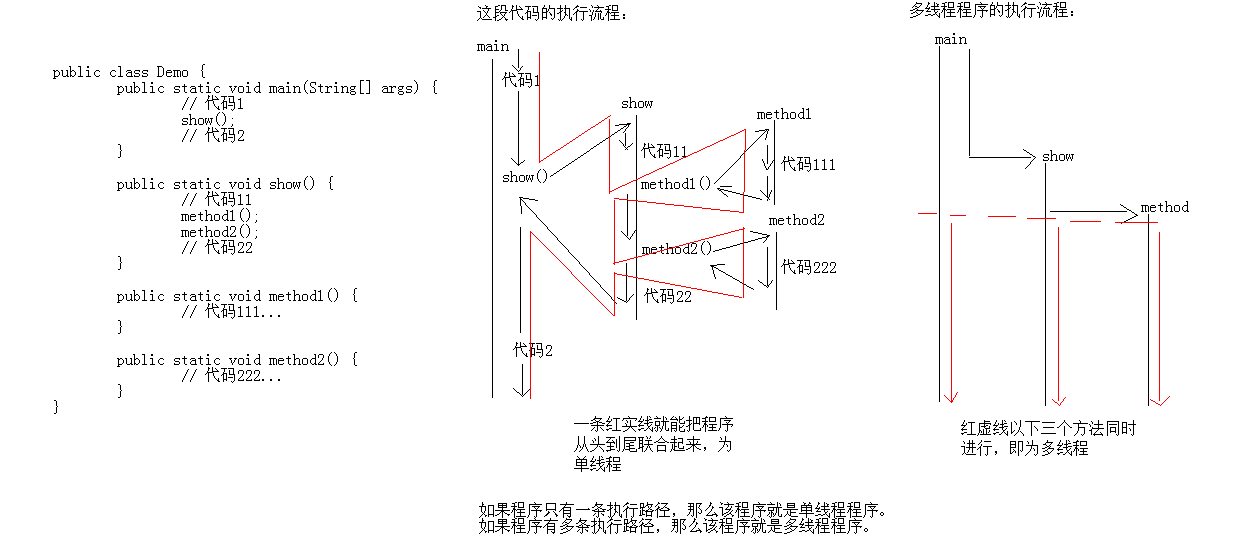 public class Demo {
public static void main(String[] args) {
// 代码1
show();
// 代码2
}
public static void show() {
// 代码11
method1();
method2();
// 代码22
}
public static void method1() {
// 代码111...
}
public static void method2() {
// 代码222...
}
}
这段代码的执行流程：
main
代码1
show
method1
代码11
代码111
show()
method1()
method2
method2()
代码222
代码22
代码2
一条红实线就能把程序
从头到尾联合起来，为
单线程
多线程程序的执行流程：
main
show
method
红虚线以下三个方法同时
进行，即为多线程
如果程序只有一条执行路径，那么该程序就是单线程程序。
如果程序有多条执行路径，那么该程序就是多线程程序。